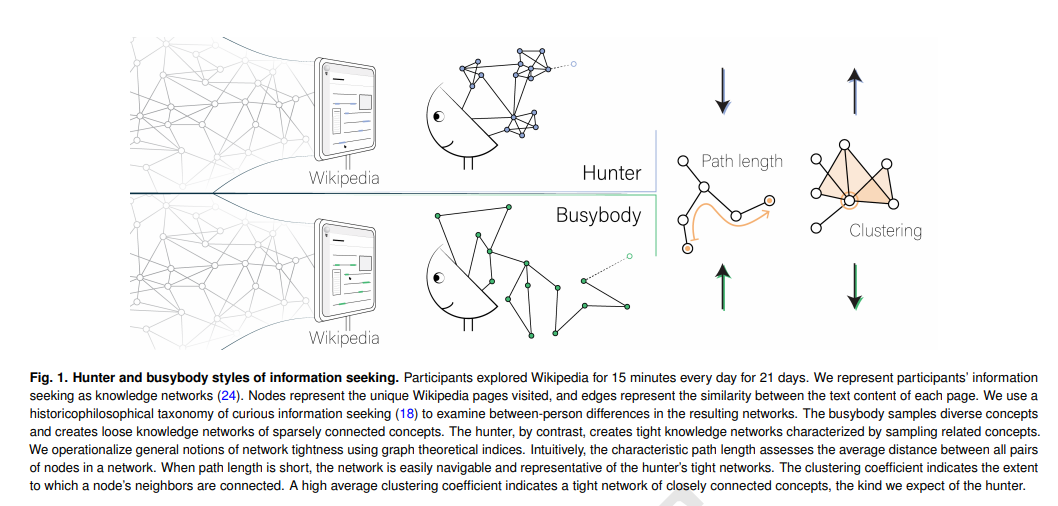 Wikipedia
Hunter
Path length
Clustering
Busybody
Wikipedia
Fig. 1. Hunter and busybody styles of information seeking. Participants explored Wikipedia for 15 minutes every day for 21 days. We represent participants' information
seeking as knowledge networks (24). Nodes represent the unique Wikipedia pages visited, and edges represent the similarity between the text content of each page. We use a
historicophilosophical taxonomy of curious information seeking (18) to examine between-person differences in the resulting networks. The busybody samples diverse concepts
and creates loose knowledge networks of sparsely connected concepts. The hunter, by contrast, creates tight knowledge networks characterized by sampling related concepts.
We operationalize general notions of network tightness using graph theoretical indices. Intuitively, the characteristic path length assesses the average distance between all pairs
of nodes in a network. When path length is short, the network is easily navigable and representative of the hunter's tight networks. The clustering coefficient indicates the extent
to which a node's neighbors are connected. A high average clustering coefficient indicates a tight network of closely connected concepts, the kind we expect of the hunter.